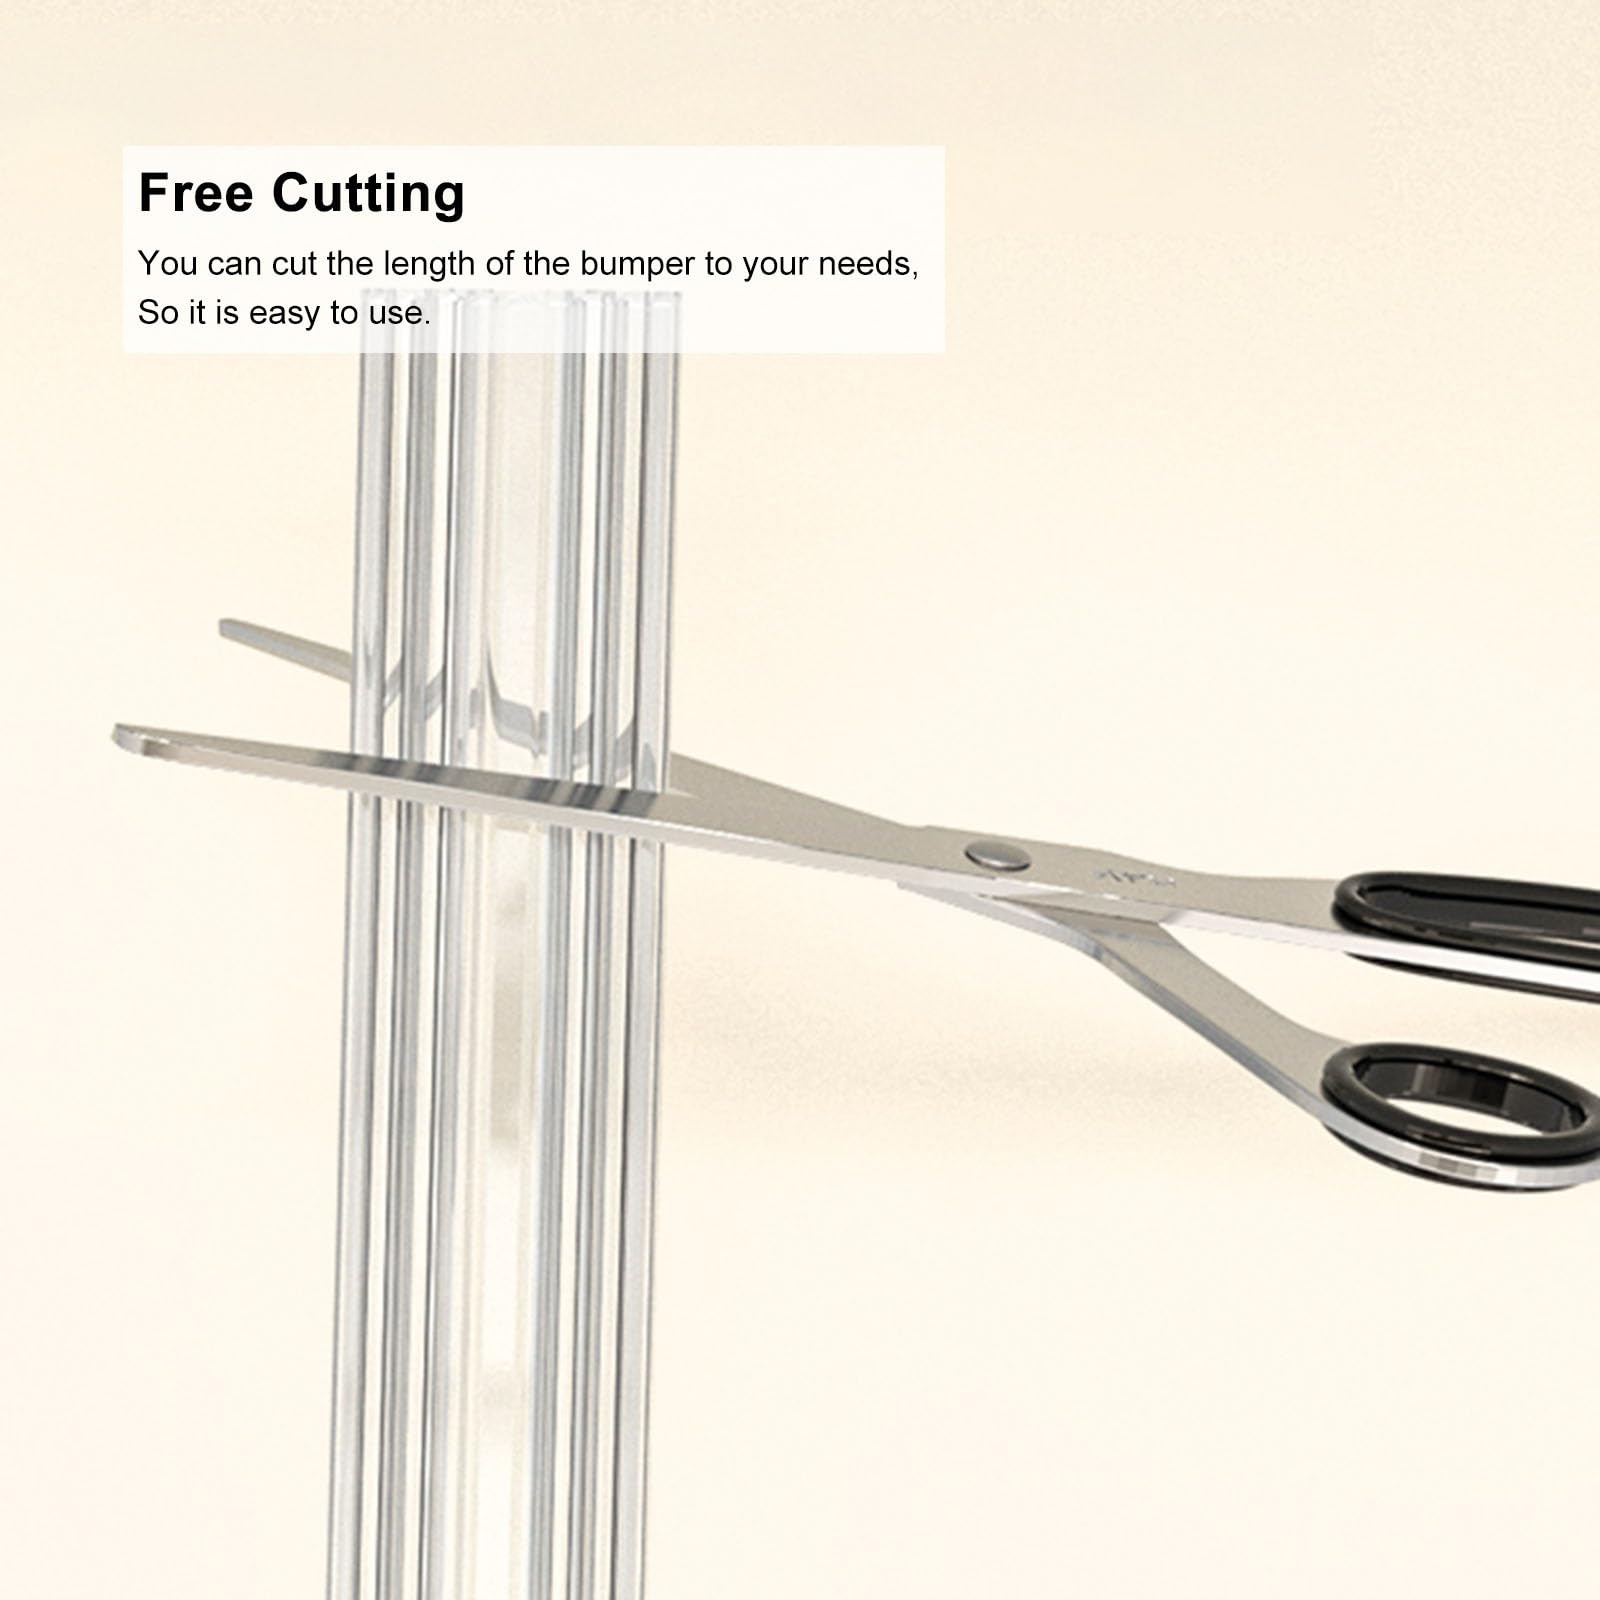 Free Cutting
You can cut the length of the bumper to your needs,
So it is easy to use.